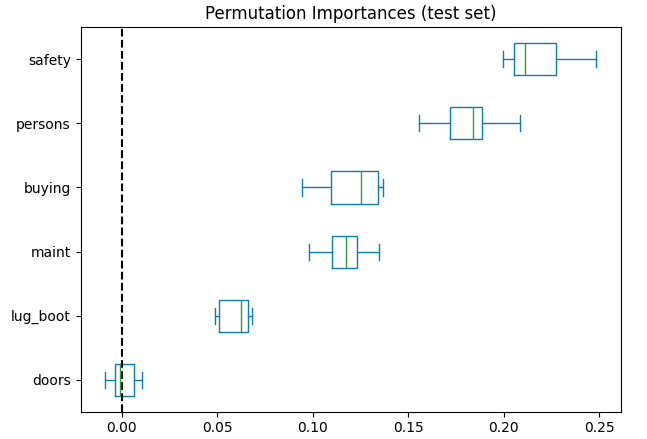 Permutation Importances (test set)
safety
persons
buying
maint
lug_boot
doors
0.00 0.05 0.10 0.15 0.20 0.25